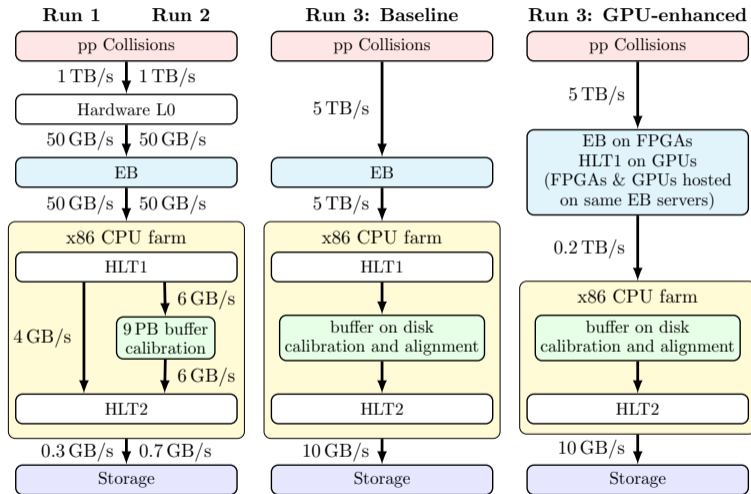 Run 1 Run 2
pp Collisions
1 TB/s 1 TB/s
Hardware L0
50 GB/s 50 GB/s
EB
50 GB/s 50 GB/s
x86 CPU farm
HLT1
6 GB/s
4 GB/s
9 PB buffer
calibration
6 GB/s
HLT2
0.3 GB/s 0.7 GB/s
Storage
Run 3: Baseline
pp Collisions
5 TB/s
EB
5 TB/s
x86 CPU farm
HLT1
buffer on disk
calibration and alignment
HLT2
10 GB/s
Storage
Run 3: GPU-enhanced
pp Collisions
5 TB/s
EB on FPGAs
HLT1 on GPUs
(FPGAs & GPUs hosted
on same EB servers)
0.2 TB/s
x86 CPU farm
buffer on disk
calibration and alignment
HLT2
10 GB/s
Storage